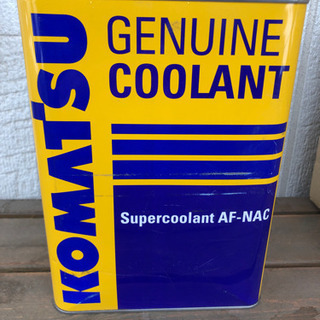 KOMATSU
GENUINE
COOLANT
Supercoolant AF-NAC